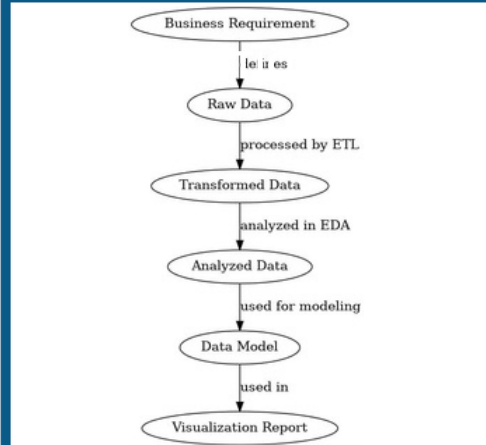 Business Requirement
Raw Data
processed by ETL
Transformed Data
analyzed in EDA
Analyzed Data
used for modeling
Data Model
used in
Visualization Report